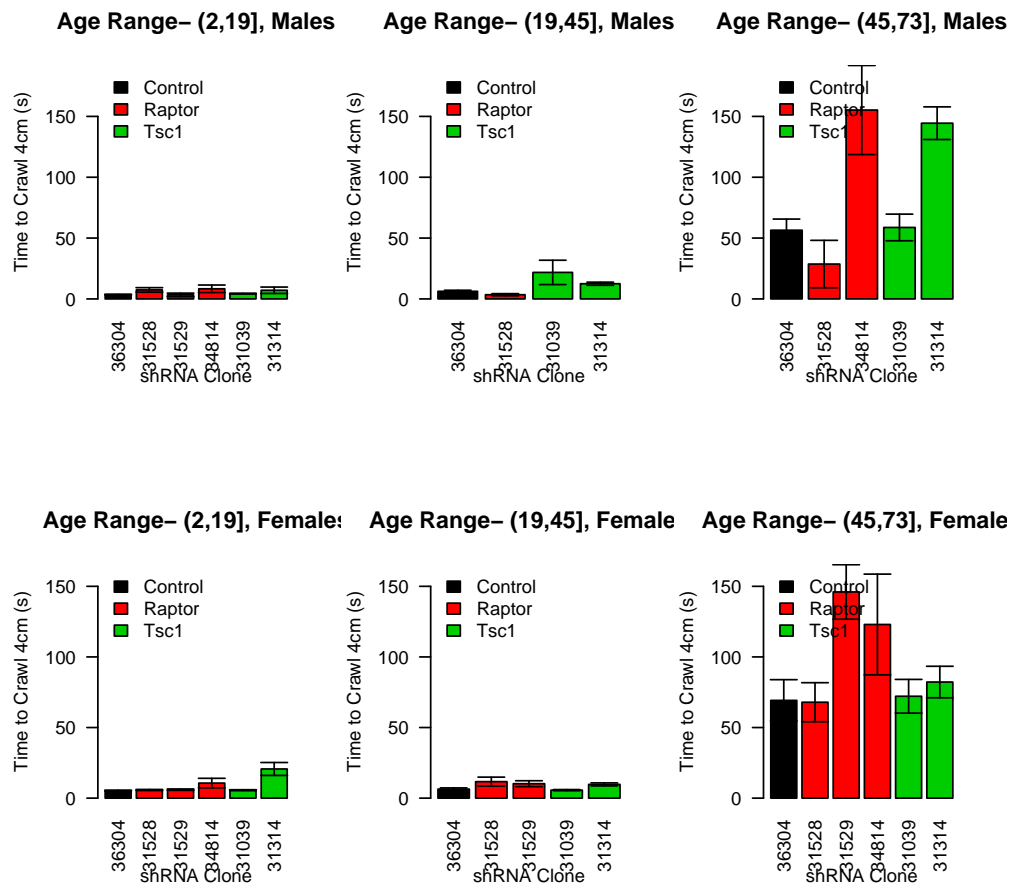 Age Range– (2,19], Males
Time to Crawl 4cm (s)
0
50
100
150
Control
Raptor
Tsc1
36304
31528
31529
34814
31039
31314
shRNA Clone
Age Range– (19,45], Males
Time to Crawl 4cm (s)
0
50
100
150
Control
Raptor
Tsc1
36304
31528
31039
31314
shRNA Clone
Age Range– (45,73], Males
Time to Crawl 4cm (s)
0
50
100
150
Control
Raptor
Tsc1
36304
31528
34814
31039
31314
shRNA Clone
Age Range– (2,19], Females
Time to Crawl 4cm (s)
0
50
100
150
Control
Raptor
Tsc1
36304
31528
31529
34814
31039
31314
shRNA Clone
Age Range– (19,45], Female
Time to Crawl 4cm (s)
0
50
100
150
Control
Raptor
Tsc1
36304
31528
31529
31039
31314
shRNA Clone
Age Range– (45,73], Female
Time to Crawl 4cm (s)
0
50
100
150
Control
Raptor
Tsc1
36304
31528
31529
34814
31039
31314
shRNA Clone